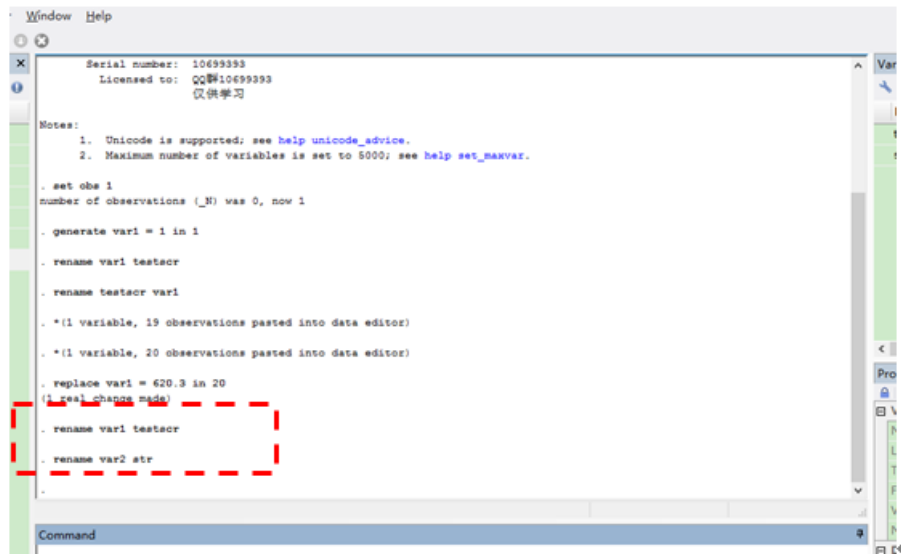 Window Help
Serial number: 10699393
Licensed to: QQ群10699393
仅供学习
Notes:
1. Unicode is supported; see help unicode_advice.
2. Maximum number of variables is set to 5000; see help set_maxvar.
. set obs 1
number of observations (_N) was 0, now 1
. generate var1 = 1 in 1
. rename var1 testscr
. rename testscr var1
. *(1 variable, 19 observations pasted into data editor)
. *(1 variable, 20 observations pasted into data editor)
. replace var1 = 620.3 in 20
(1 real change made)
. rename var1 testscr
. rename var2 str
.
Command
Var
Pro